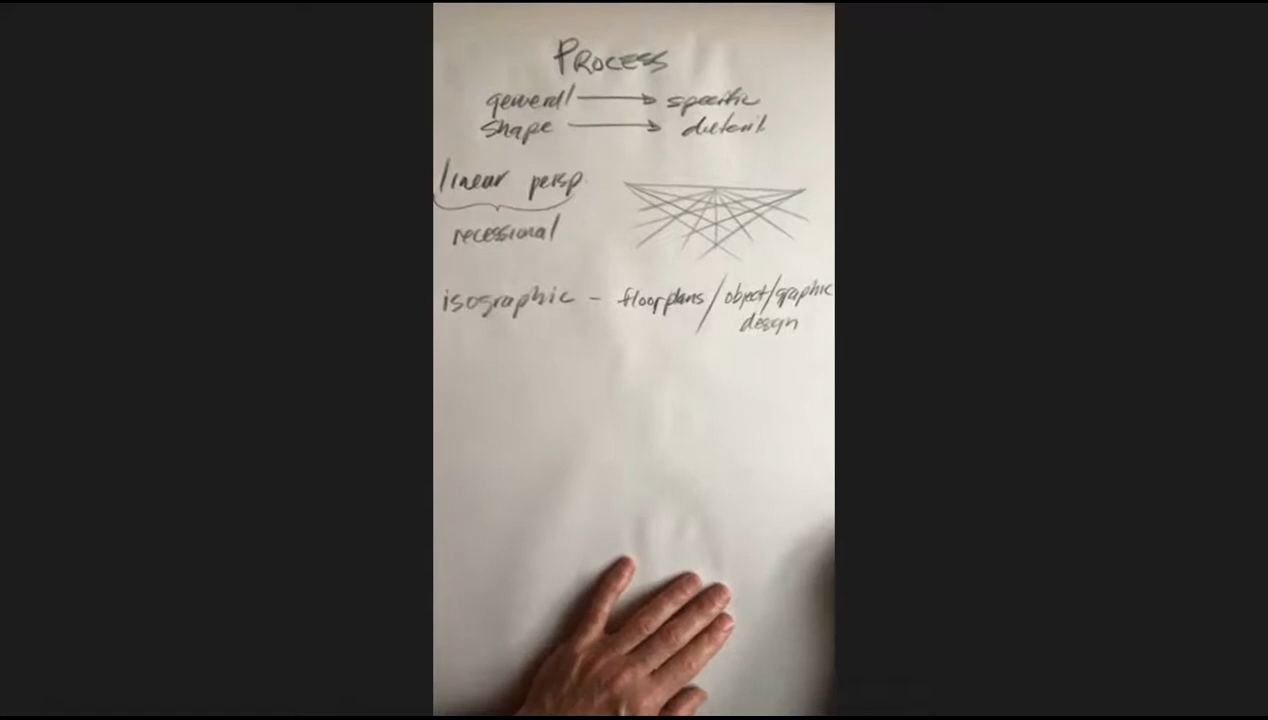 PROCESS
general → specific
shape → detail
linear persp.
recessional
isographic – floorplans/object/graphic
design